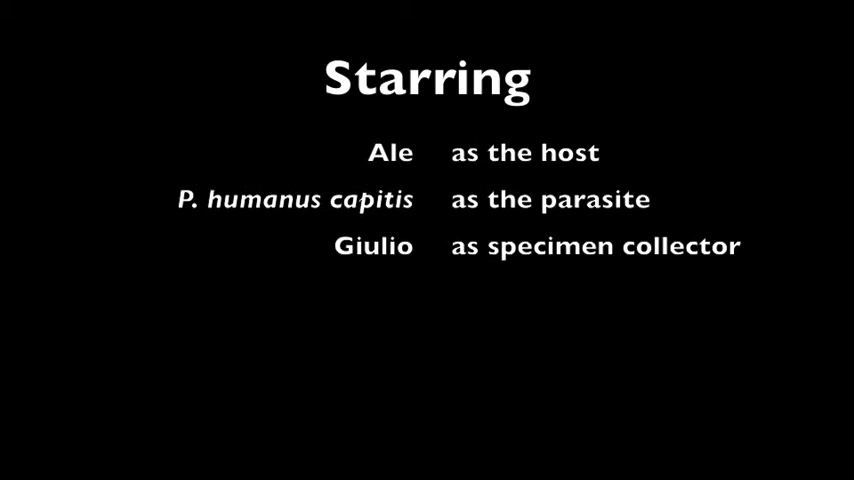 Starring
Ale as the host
P. humanus capitis as the parasite
Giulio as specimen collector